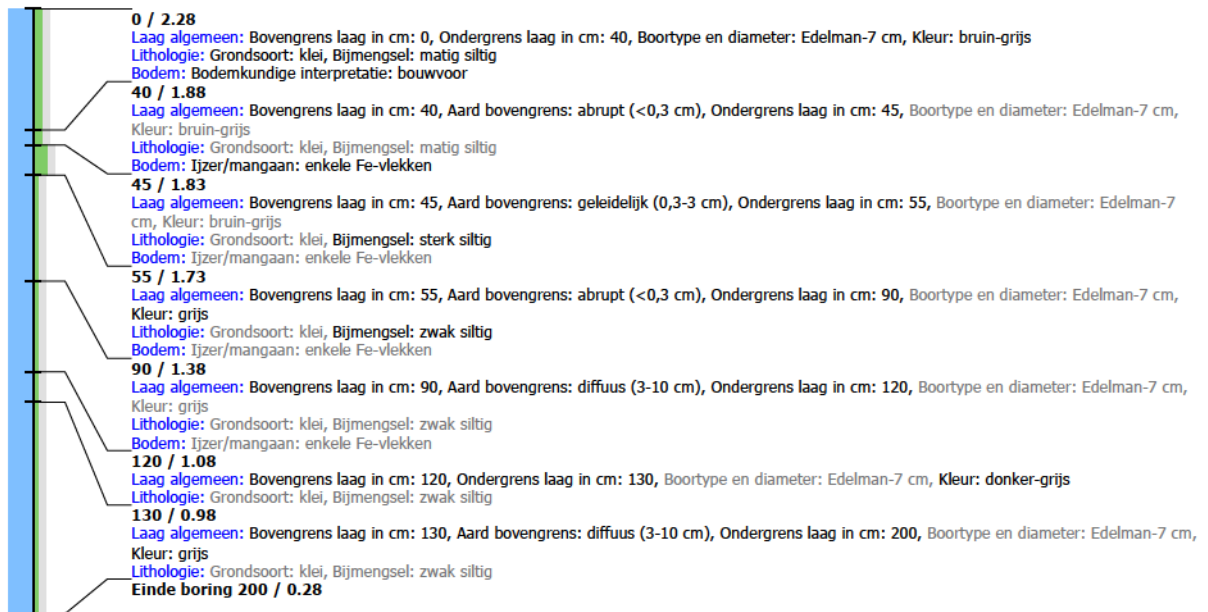 0 / 2.28
Laag algemeen: Bovengrens laag in cm: 0, Ondergrens laag in cm: 40, Boortype en diameter: Edelman-7 cm, Kleur: bruin-grijs
Lithologie: Grondsoort: klei, Bijmengsel: matig siltig
Bodem: Bodemkundige interpretatie: bouwvoor
40 / 1.88
Laag algemeen: Bovengrens laag in cm: 40, Aard bovengrens: abrupt (<0,3 cm), Ondergrens laag in cm: 45, Boortype en diameter: Edelman-7 cm,
Kleur: bruin-grijs
Lithologie: Grondsoort: klei, Bijmengsel: matig siltig
Bodem: Ijzer/mangaan: enkele Fe-vlekken
45 / 1.83
Laag algemeen: Bovengrens laag in cm: 45, Aard bovengrens: geleidelijk (0,3-3 cm), Ondergrens laag in cm: 55, Boortype en diameter: Edelman-7
cm, Kleur: bruin-grijs
Lithologie: Grondsoort: klei, Bijmengsel: sterk siltig
Bodem: Ijzer/mangaan: enkele Fe-vlekken
55 / 1.73
Laag algemeen: Bovengrens laag in cm: 55, Aard bovengrens: abrupt (<0,3 cm), Ondergrens laag in cm: 90, Boortype en diameter: Edelman-7 cm,
Kleur: grijs
Lithologie: Grondsoort: klei, Bijmengsel: zwak siltig
Bodem: Ijzer/mangaan: enkele Fe-vlekken
90 / 1.38
Laag algemeen: Bovengrens laag in cm: 90, Aard bovengrens: diffuus (3-10 cm), Ondergrens laag in cm: 120, Boortype en diameter: Edelman-7 cm,
Kleur: grijs
Lithologie: Grondsoort: klei, Bijmengsel: zwak siltig
Bodem: Ijzer/mangaan: enkele Fe-vlekken
120 / 1.08
Laag algemeen: Bovengrens laag in cm: 120, Ondergrens laag in cm: 130, Boortype en diameter: Edelman-7 cm, Kleur: donker-grijs
Lithologie: Grondsoort: klei, Bijmengsel: zwak siltig
130 / 0.98
Laag algemeen: Bovengrens laag in cm: 130, Aard bovengrens: diffuus (3-10 cm), Ondergrens laag in cm: 200, Boortype en diameter: Edelman-7 cm,
Kleur: grijs
Lithologie: Grondsoort: klei, Bijmengsel: zwak siltig
Einde boring 200 / 0.28